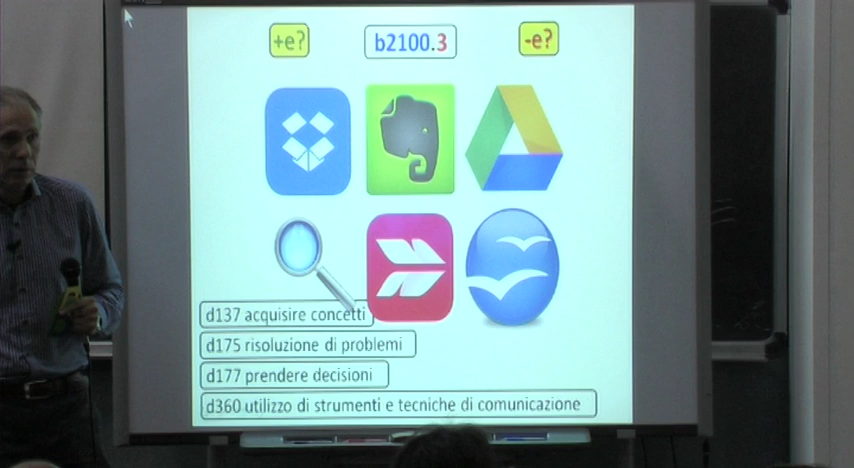 +e?
b2100.3
-e?
d137 acquisire concetti
d175 risoluzione di problemi
d177 prendere decisioni
d360 utilizzo di strumenti e tecniche di comunicazione